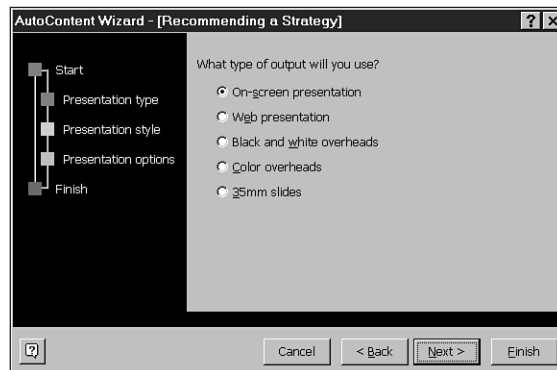 AutoContent Wizard - [Recommending a Strategy]
Start
Presentation type
Presentation style
Presentation options
Finish
What type of output will you use?
On-screen presentation
Web presentation
Black and white overheads
Color overheads
35mm slides
Cancel
< Back
Next >
Finish